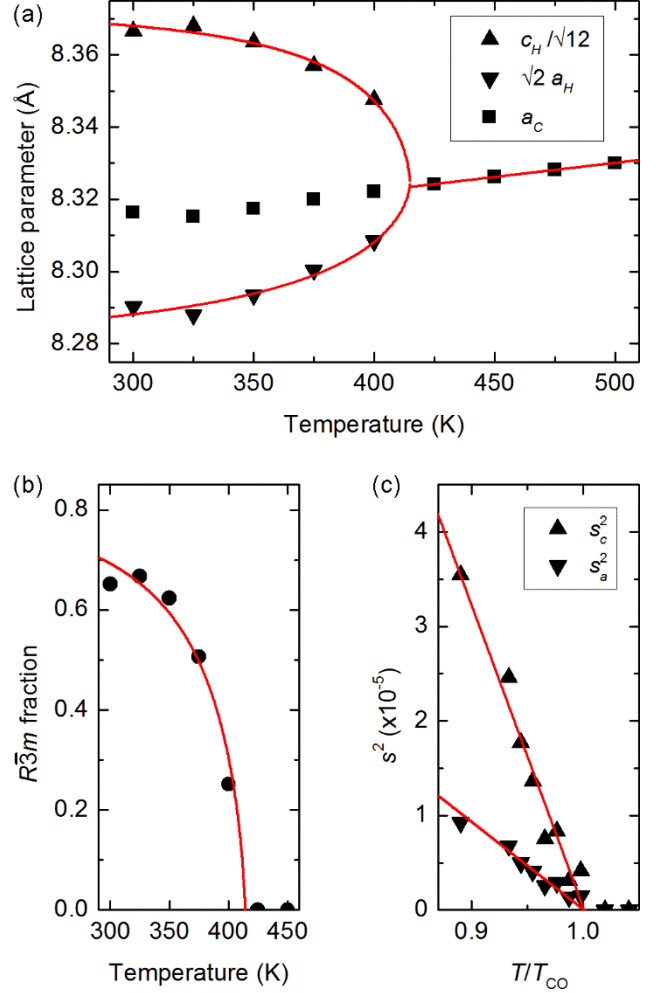 (a)
8.36
8.34
8.32
8.30
8.28
Lattice parameter (Å)
c_H /√12
√2 a_H
a_C
300 350 400 450 500
Temperature (K)
(b)
0.8
0.6
0.4
0.2
0.0
R3̅m fraction
300 350 400 450
Temperature (K)
(c)
4
3
2
1
0
s² (x10⁻⁵)
s_c²
s_a²
0.9 1.0
T/T_CO